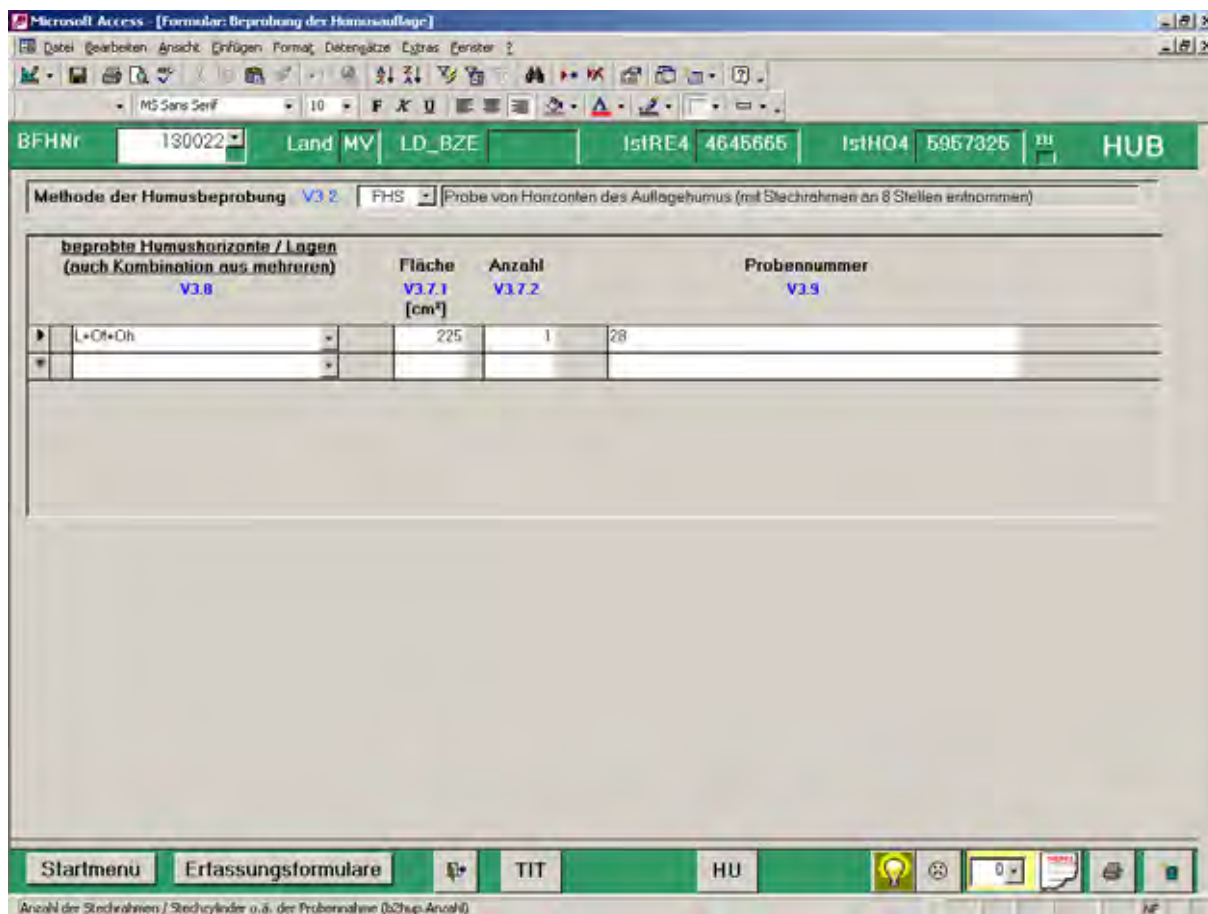 Microsoft Access - [Formular: Beprobung der Humusauflage]
Datei Bearbeiten Ansicht Einfügen Format Datensätze Extras Fenster ?
MS Sans Serif 10 F K U
BFHNr 130022 Land MV LD_BZE IstRE4 4645665 IstHO4 5957325 HUB
Methode der Humusbeprobung V3.2 FHS Probe von Horizonten des Auflagehumus (mit Stechrahmen an 8 Stellen entnommen)
beprobte Humushorizonte / Lagen
(auch Kombination aus mehreren) Fläche Anzahl Probennummer
V3.8 V3.7.1 V3.7.2 V3.9
[cm²]
L+Of+Oh 225 1 28
Startmenü Erfassungsformulare TIT HU 0
Anzahl der Stechrahmen / Stechzylinder o.ä. der Probennahme (b2hup.Anzahl) NF